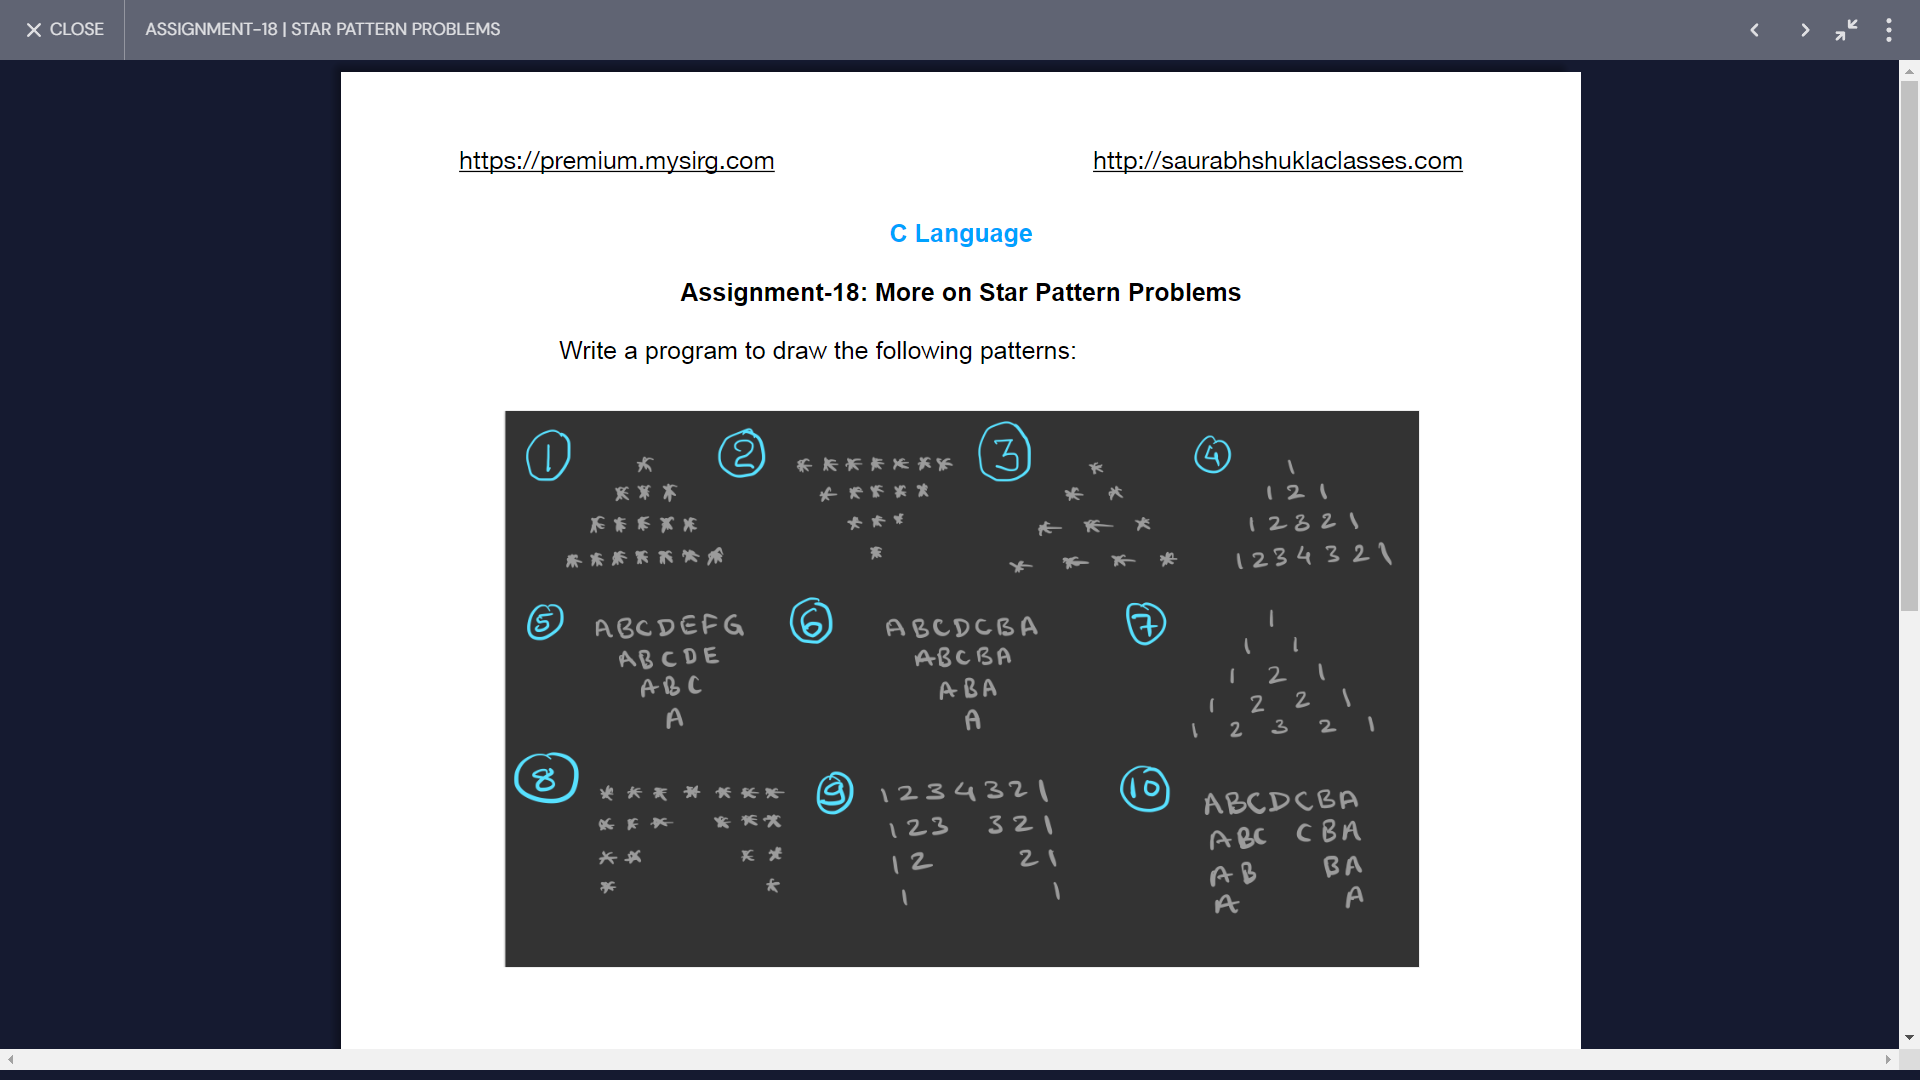 CLOSE ASSIGNMENT-18 | STAR PATTERN PROBLEMS
https://premium.mysirg.com http://saurabhshuklaclasses.com
C Language
Assignment-18: More on Star Pattern Problems
Write a program to draw the following patterns:
1
*
* * *
* * * * *
* * * * * * *
2
* * * * * * *
* * * * *
* * *
*
3
*
* *
* * *
* * * *
4
1
1 2 1
1 2 3 2 1
1 2 3 4 3 2 1
5
A B C D E F G
A B C D E
A B C
A
6
A B C D C B A
A B C B A
A B A
A
7
1
1 1
1 2 1
1 2 2 1
1 2 3 2 1
8
* * * * * * *
* * * * * *
* * * *
* *
9
1 2 3 4 3 2 1
1 2 3 3 2 1
1 2 2 1
1 1
10
A B C D C B A
A B C C B A
A B B A
A A